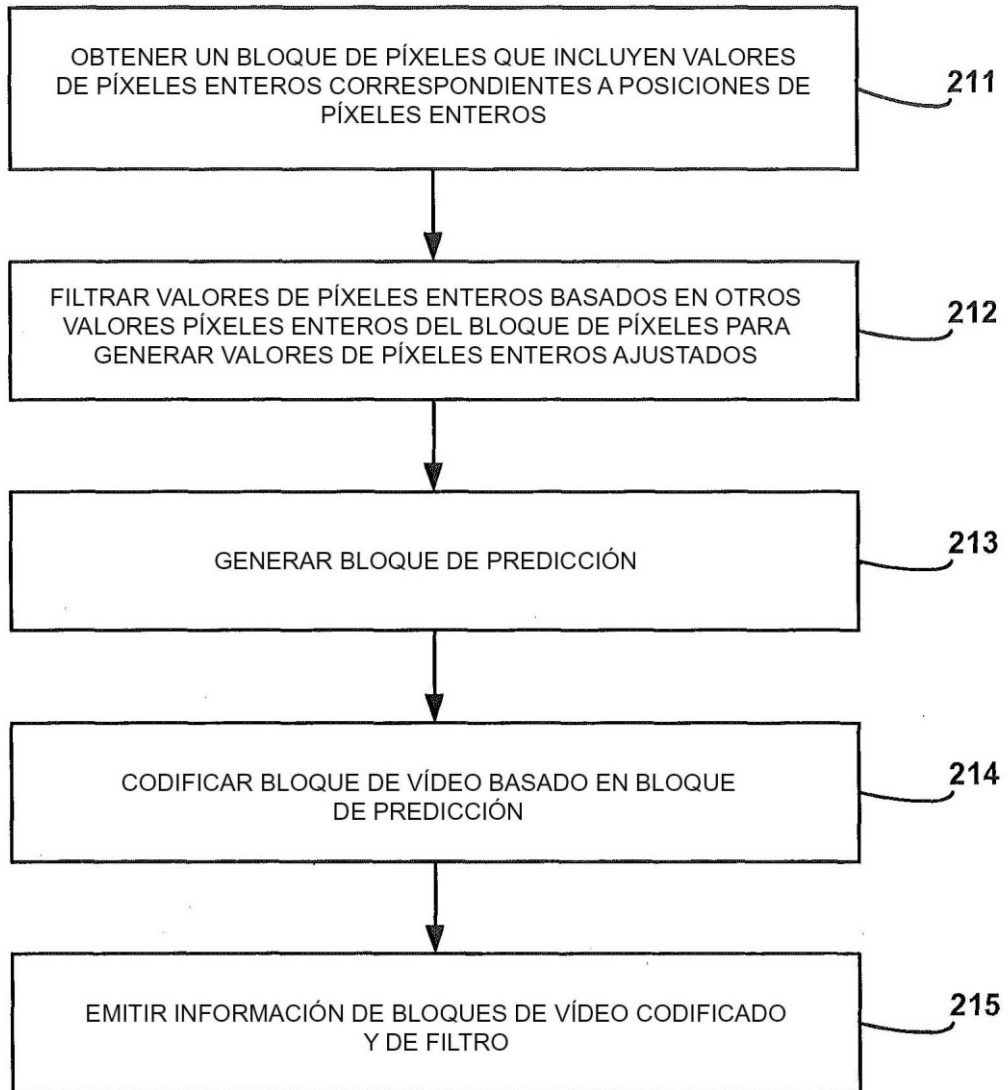 OBTENER UN BLOQUE DE PÍXELES QUE INCLUYEN VALORES
DE PÍXELES ENTEROS CORRESPONDIENTES A POSICIONES DE
PÍXELES ENTEROS
211
FILTRAR VALORES DE PÍXELES ENTEROS BASADOS EN OTROS
VALORES PÍXELES ENTEROS DEL BLOQUE DE PÍXELES PARA
GENERAR VALORES DE PÍXELES ENTEROS AJUSTADOS
212
GENERAR BLOQUE DE PREDICCIÓN
213
CODIFICAR BLOQUE DE VÍDEO BASADO EN BLOQUE
DE PREDICCIÓN
214
EMITIR INFORMACIÓN DE BLOQUES DE VÍDEO CODIFICADO
Y DE FILTRO
215